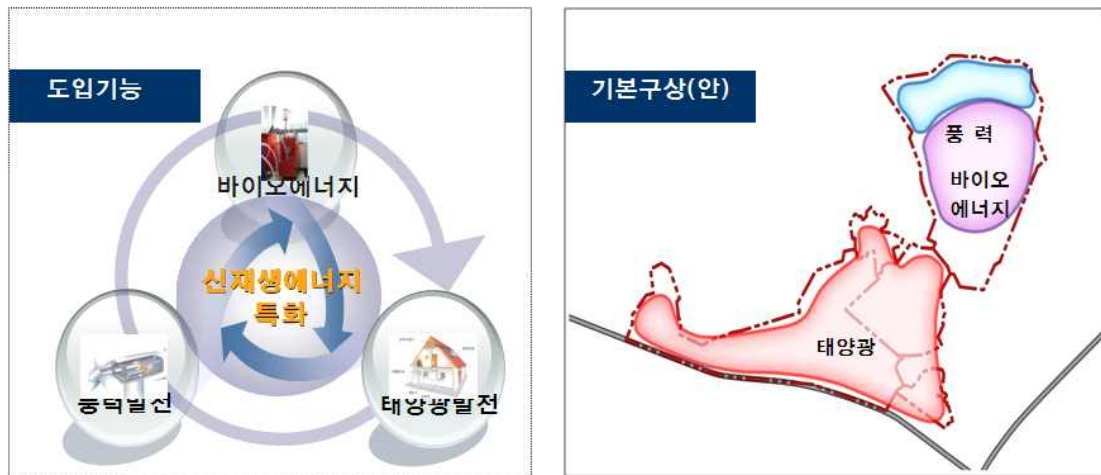 도입기능
바이오에너지
신재생에너지
특화
풍력발전
태양광발전
기본구상(안)
풍 력
바이오
에너지
태양광